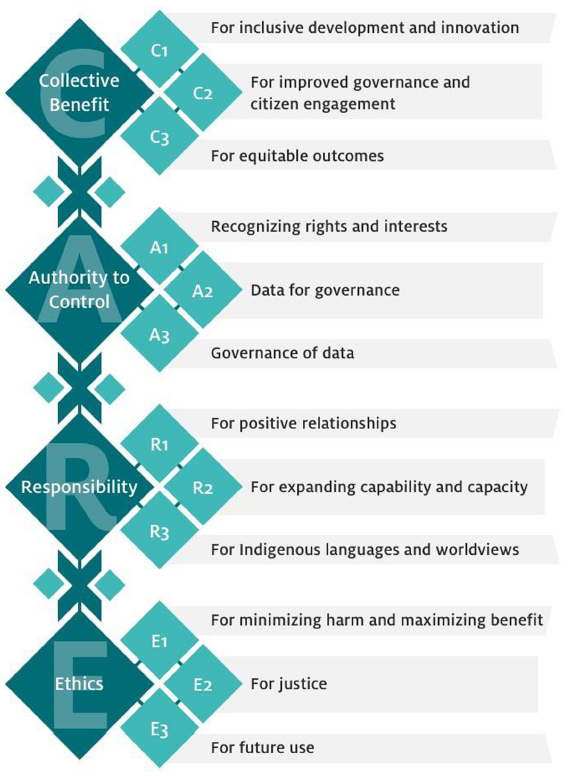 C
Collective
Benefit
C1
For inclusive development and innovation
C2
For improved governance and
citizen engagement
C3
For equitable outcomes
A
Authority to
Control
A1
Recognizing rights and interests
A2
Data for governance
A3
Governance of data
R
Responsibility
R1
For positive relationships
R2
For expanding capability and capacity
R3
For Indigenous languages and worldviews
E
Ethics
E1
For minimizing harm and maximizing benefit
E2
For justice
E3
For future use